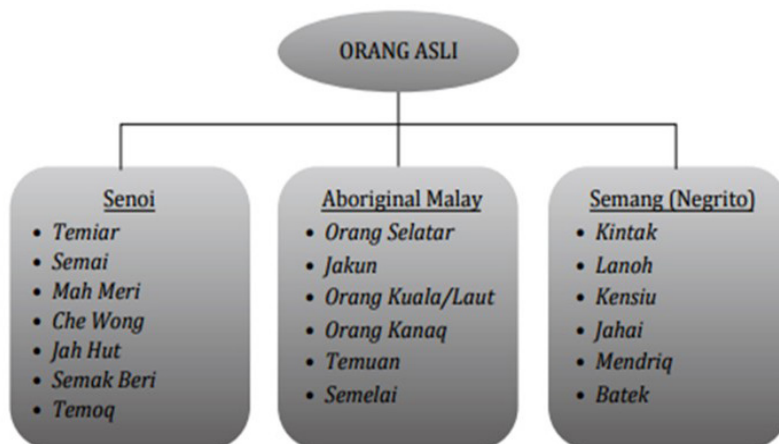 ORANG ASLI
Senoi
• Temiar
• Semai
• Mah Meri
• Che Wong
• Jah Hut
• Semak Beri
• Temoq
Aboriginal Malay
• Orang Selatar
• Jakun
• Orang Kuala/Laut
• Orang Kanaq
• Temuan
• Semelai
Semang (Negrito)
• Kintak
• Lanoh
• Kensiu
• Jahai
• Mendriq
• Batek